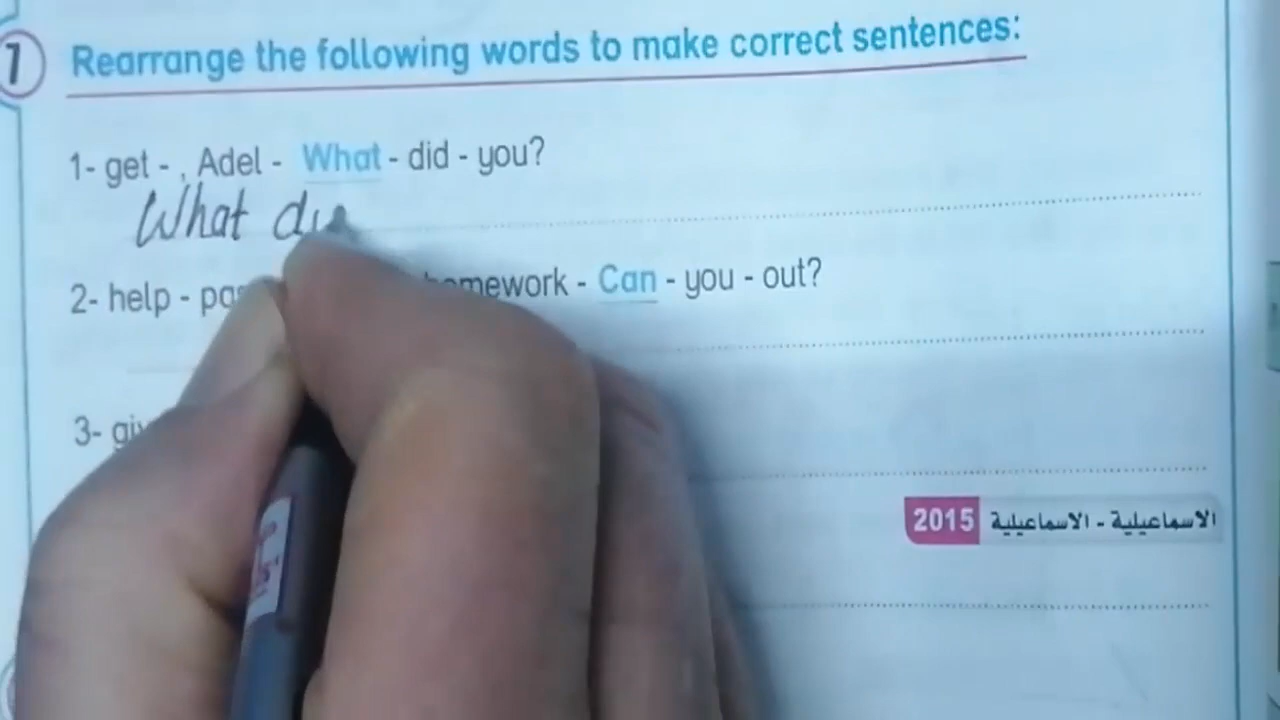 1 Rearrange the following words to make correct sentences:
1- get - , Adel - What - did - you?
What
2- help - homework - Can - you - out?
3-
2015 الاسماعيلية - الاسماعيلية